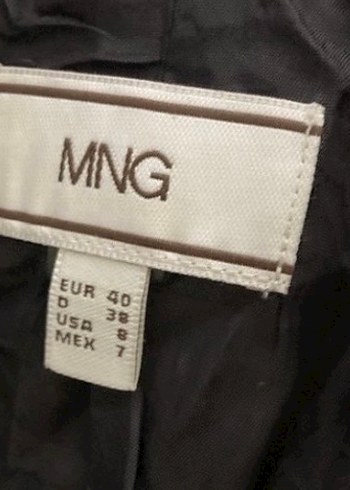 MNG
EUR 40
D 38
USA 8
MEX 7